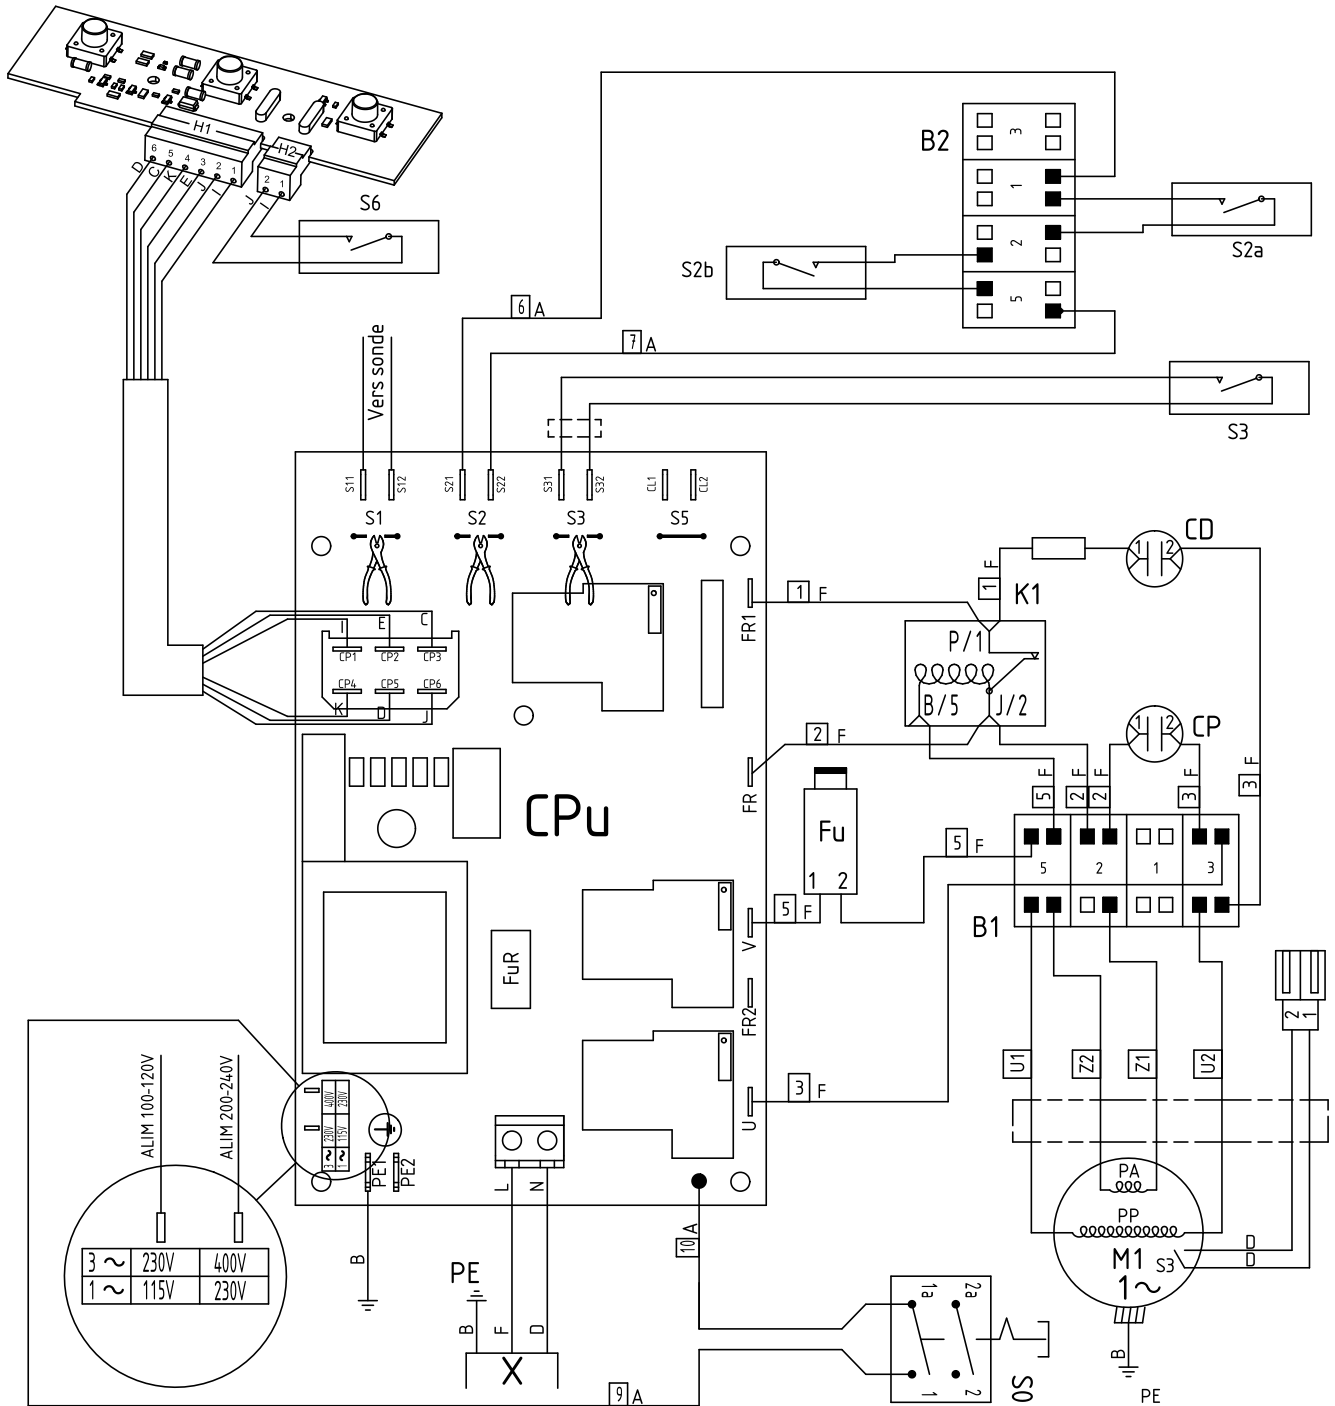 H1
H2
6 5 4 3 2 1
2 1
D C K E J I
J I
S6
B2
3
1
2
5
S2a
S2b
6 A
7 A
Vers sonde
S3
S11 S12 S21 S22 S31 S32 CL1 CL2
S1 S2 S3 S5
CD
1 2
1 F
K1
1 F
FR1
P/1
B/5 J/2
I E C
CP1 CP2 CP3
CP4 CP5 CP6
K D J
CP
1 2
2 F
FR
5 F
2 F
2 F
3 F
3 F
CPu
Fu
1 2
5 F
5 F
5 2 1 3
B1
V
FuR
FR2
2 1
U1 Z2 Z1 U2
3 F
U
ALIM 100-120V
ALIM 200-240V
400V 230V
230V 115V
3 ~ 1 ~
PE1 PE2
L N
PA
PP
M1
1 ~
S3
D
D
3 ~ 230V 400V
1 ~ 115V 230V
B
10 A
PE
B F D
X
1a 2a
1 2
S0
B
PE
9 A